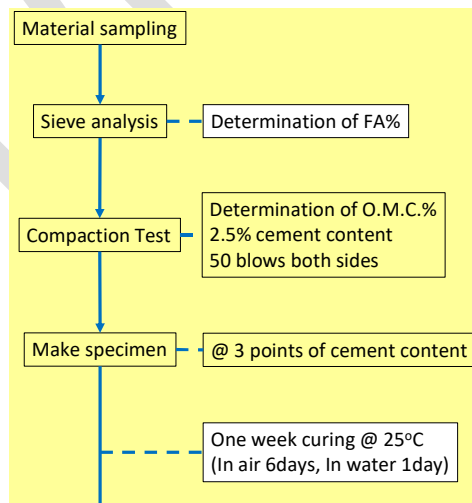 Material sampling
Sieve analysis
Determination of FA%
Compaction Test
Determination of O.M.C.%
2.5% cement content
50 blows both sides
Make specimen
@ 3 points of cement content
One week curing @ 25°C
(In air 6days, In water 1day)